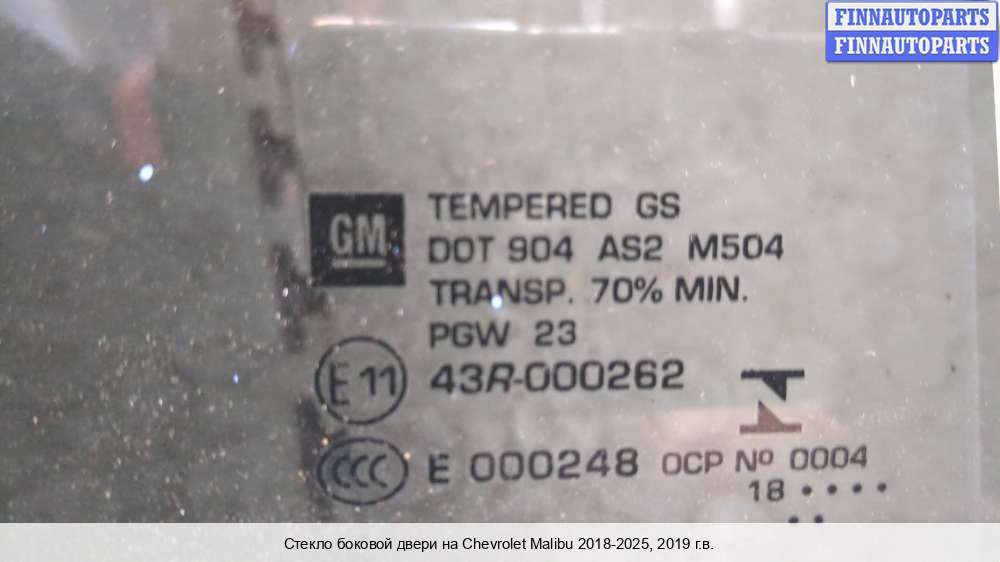 FINNAUTOPARTS
FINNAUTOPARTS
GM
TEMPERED GS
DOT 904 AS2 M504
TRANSP. 70% MIN.
PGW 23
E11 43R-000262
CCC E 000248 OCP Nº 0004
18 • • • •
• •
Стекло боковой двери на Chevrolet Malibu 2018-2025, 2019 г.в.